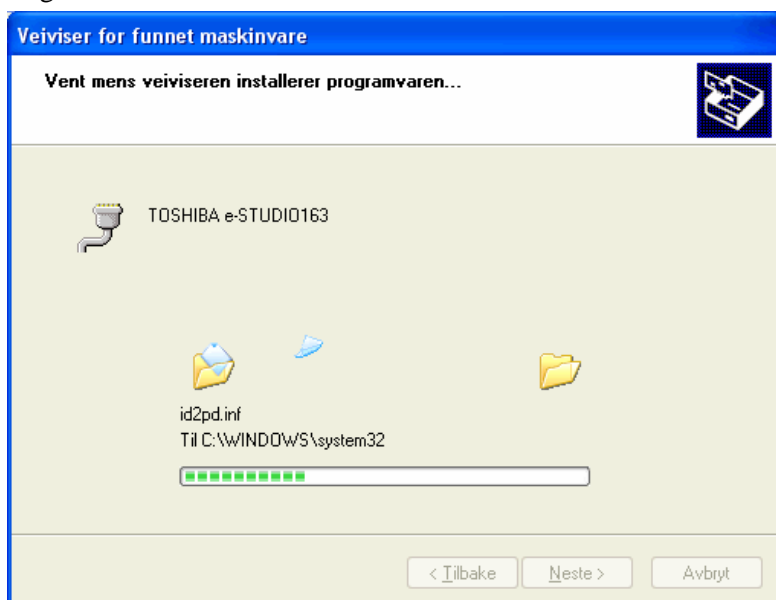 Veiviser for funnet maskinvare
Vent mens veiviseren installerer programvaren...
TOSHIBA e-STUDIO163
id2pd.inf
Til C:\WINDOWS\system32
< Tilbake
Neste >
Avbryt